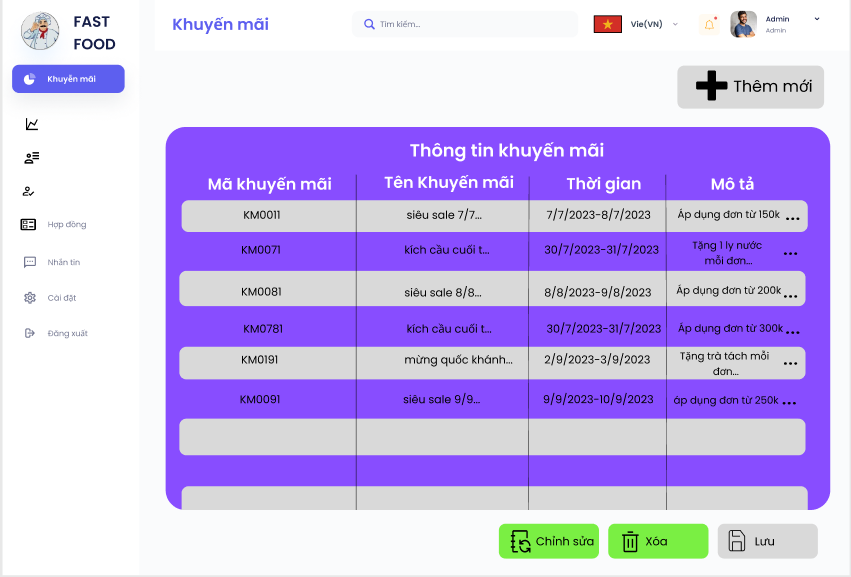 FAST
FOOD
Khuyến mãi
Tìm kiếm...
Vie(VN)
Admin
Admin
Khuyến mãi
Thêm mới
Thông tin khuyến mãi
Mã khuyến mãi Tên Khuyến mãi Thời gian Mô tả
KM0011 siêu sale 7/7... 7/7/2023-8/7/2023 Áp dụng đơn từ 150k ...
KM0071 kích cầu cuối t... 30/7/2023-31/7/2023 Tặng 1 ly nước
mỗi đơn... ...
KM0081 siêu sale 8/8... 8/8/2023-9/8/2023 Áp dụng đơn từ 200k ...
KM0781 kích cầu cuối t... 30/7/2023-31/7/2023 Áp dụng đơn từ 300k ...
KM0191 mừng quốc khánh... 2/9/2023-3/9/2023 Tặng trà tách mỗi
đơn... ...
KM0091 siêu sale 9/9... 9/9/2023-10/9/2023 áp dụng đơn từ 250k ...
Hợp đồng
Nhắn tin
Cài đặt
Đăng xuất
Chỉnh sửa
Xóa
Lưu